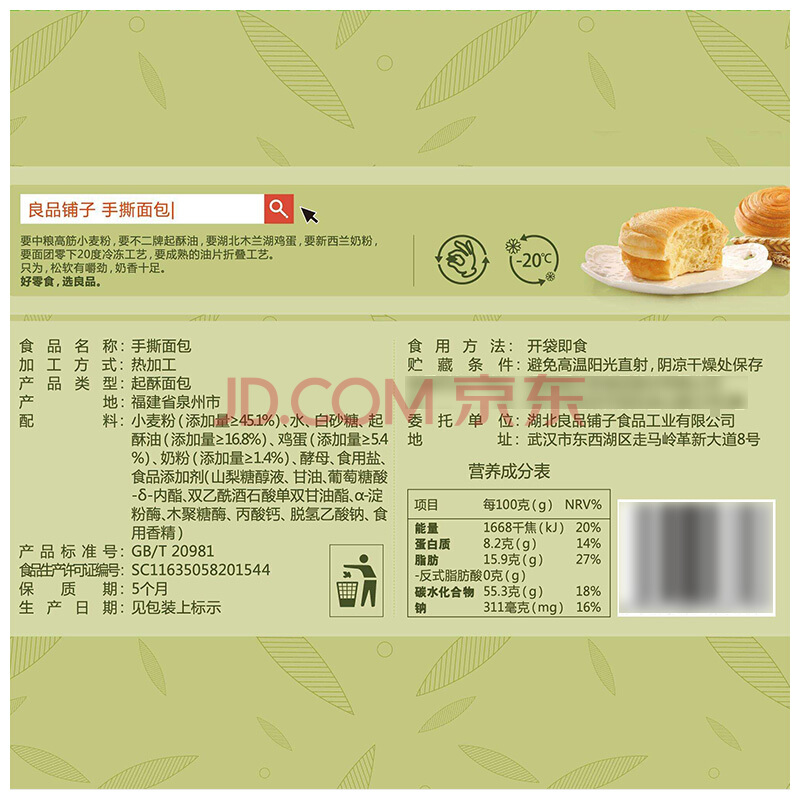 良品铺子 手撕面包
要中粮高筋小麦粉，要不二牌起酥油，要湖北木兰湖鸡蛋，要新西兰奶粉，
要面团零下20度冷冻工艺，要成熟的油片折叠工艺。
只为，松软有嚼劲，奶香十足。
好零食，选良品。
-20℃
食品名称：手撕面包
加工方式：热加工
产品类型：起酥面包
产地：福建省泉州市
配料：小麦粉（添加量≥45.1%）、水、白砂糖、起
酥油（添加量≥16.8%）、鸡蛋（添加量≥5.4
%）、奶粉（添加量≥1.4%）、酵母、食用盐、
食品添加剂(山梨糖醇液、甘油、葡萄糖酸
-δ-内酯、双乙酰酒石酸单双甘油酯、α-淀
粉酶、木聚糖酶、丙酸钙、脱氢乙酸钠、食
用香精)
产品标准号：GB/T 20981
食品生产许可证编号：SC11635058201544
保质期：5个月
生产日期：见包装上标示
食用方法：开袋即食
贮藏条件：避免高温阳光直射，阴凉干燥处保存
委托单位：湖北良品铺子食品工业有限公司
地址：武汉市东西湖区走马岭革新大道8号
营养成分表
项目 每100克(g) NRV%
能量 1668千焦(kJ) 20%
蛋白质 8.2克(g) 14%
脂肪 15.9克(g) 27%
-反式脂肪酸 0克(g)
碳水化合物 55.3克(g) 18%
钠 311毫克(mg) 16%
JD.COM 京东